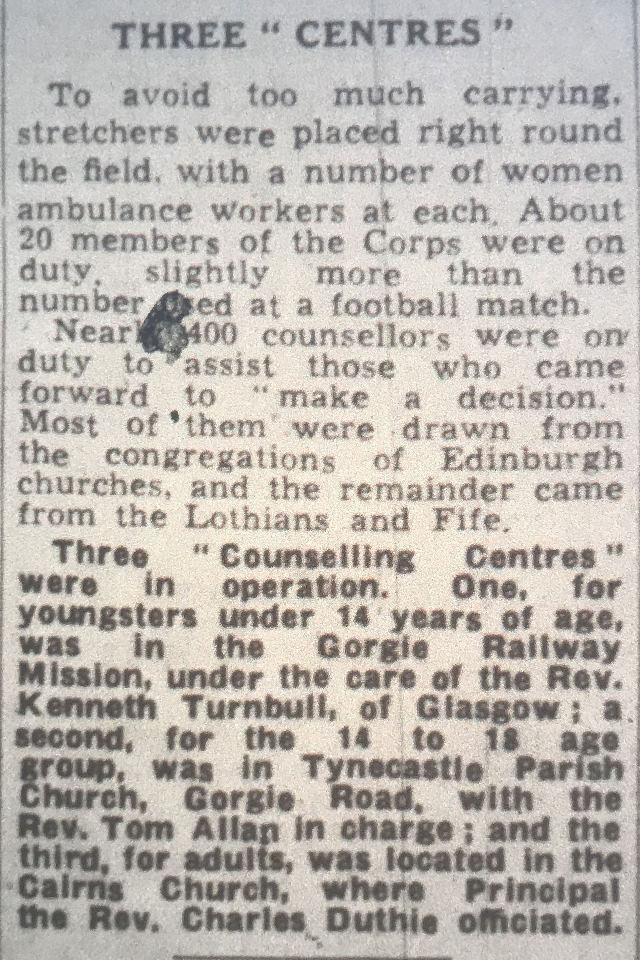 THREE “ CENTRES ”
To avoid too much carrying,
stretchers were placed right round
the field, with a number of women
ambulance workers at each. About
20 members of the Corps were on
duty, slightly more than the
number at a football match.
400 counsellors were on
duty to assist those who came
forward to “ make a decision.”
Most of them were drawn from
the congregations of Edinburgh
churches, and the remainder came
from the Lothians and Fife.
Three “ Counselling Centres ”
were in operation. One, for
youngsters under 14 years of age,
was in the Gorgie Railway
Mission, under the care of the Rev.
Kenneth Turnbull, of Glasgow ; a
second, for the 14 to 18 age
group, was in Tynecastle Parish
Church, Gorgie Road, with the
Rev. Tom Allan in charge ; and the
third, for adults, was located in the
Cairns Church, where Principal
the Rev. Charles Duthie officiated.